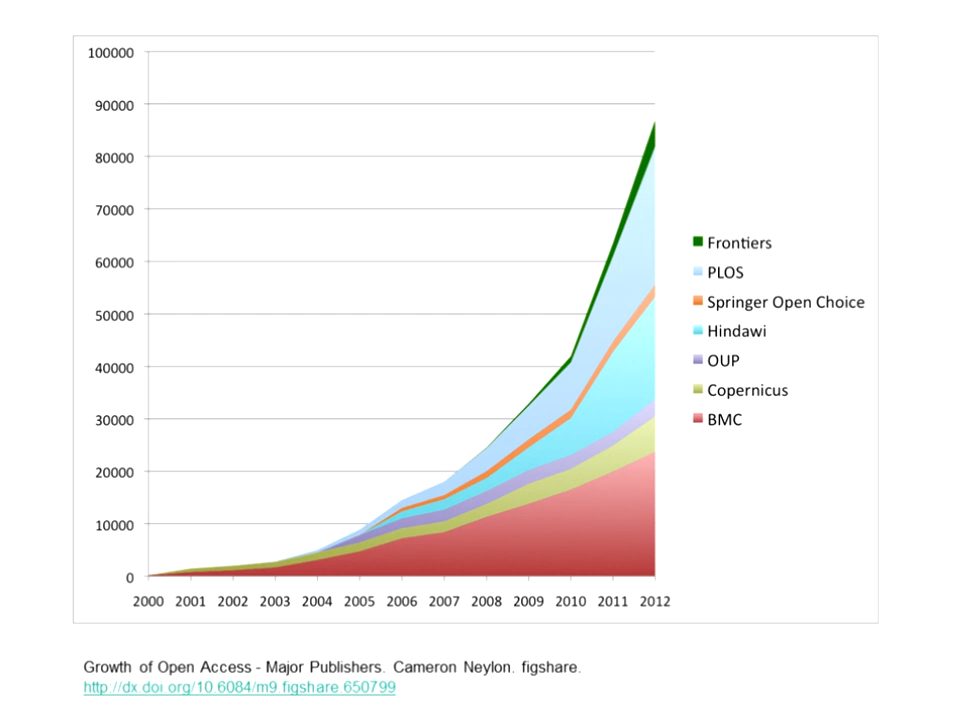 100000
90000
80000
70000
60000
50000
40000
30000
20000
10000
0
2000 2001 2002 2003 2004 2005 2006 2007 2008 2009 2010 2011 2012
Frontiers
PLOS
Springer Open Choice
Hindawi
OUP
Copernicus
BMC
Growth of Open Access - Major Publishers. Cameron Neylon. figshare.
http://dx.doi.org/10.6084/m9.figshare.650799